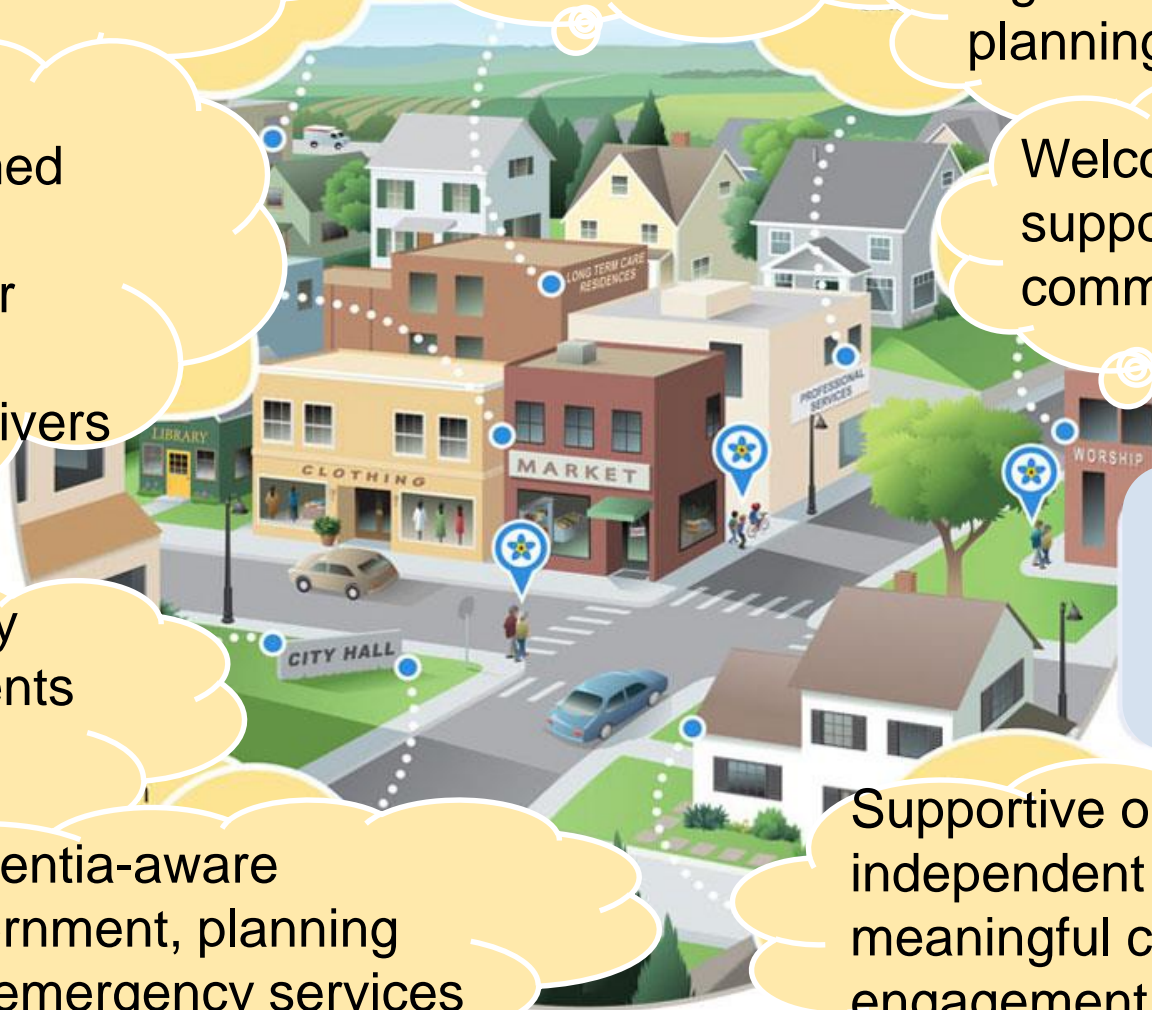 planning
Welco
suppo
comm
ned
r
ivers
LONG TERM CARE
RESIDENCES
PROFESSIONAL
SERVICES
LIBRARY
CLOTHING
MARKET
WORSHIP
y
ents
CITY HALL
entia-aware
rnment, planning
emergency services
Supportive o
independent
meaningful c
engagement